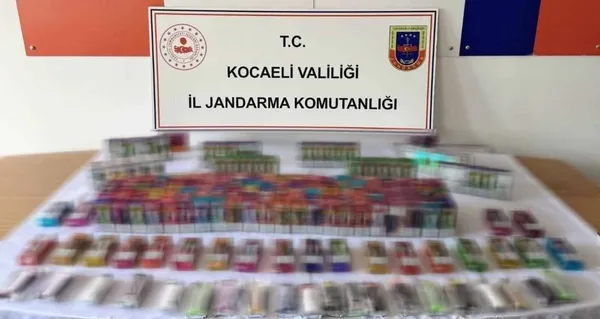 T.C.
KOCAELİ VALİLİĞİ
İL JANDARMA KOMUTANLIĞI